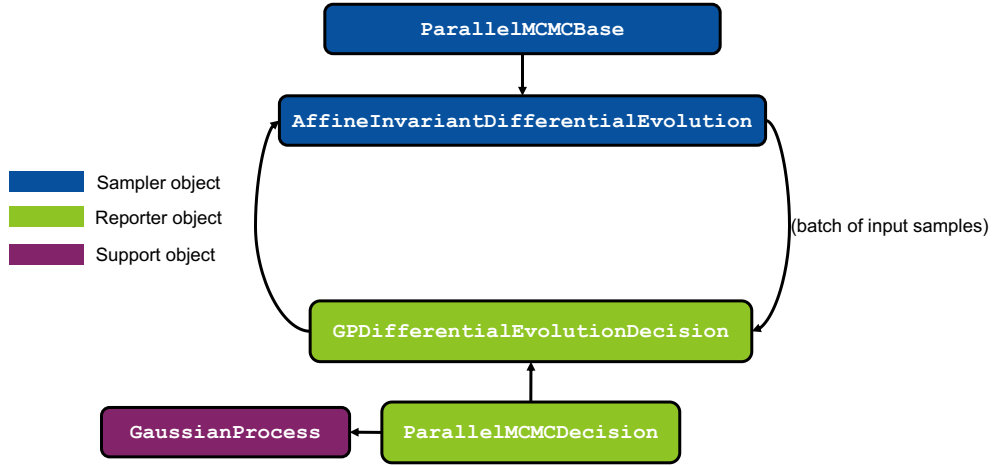 ParallelMCMCBase
AffineInvariantDifferentialEvolution
Sampler object
Reporter object
Support object
(batch of input samples)
GPDifferentialEvolutionDecision
GaussianProcess
ParallelMCMCDecision